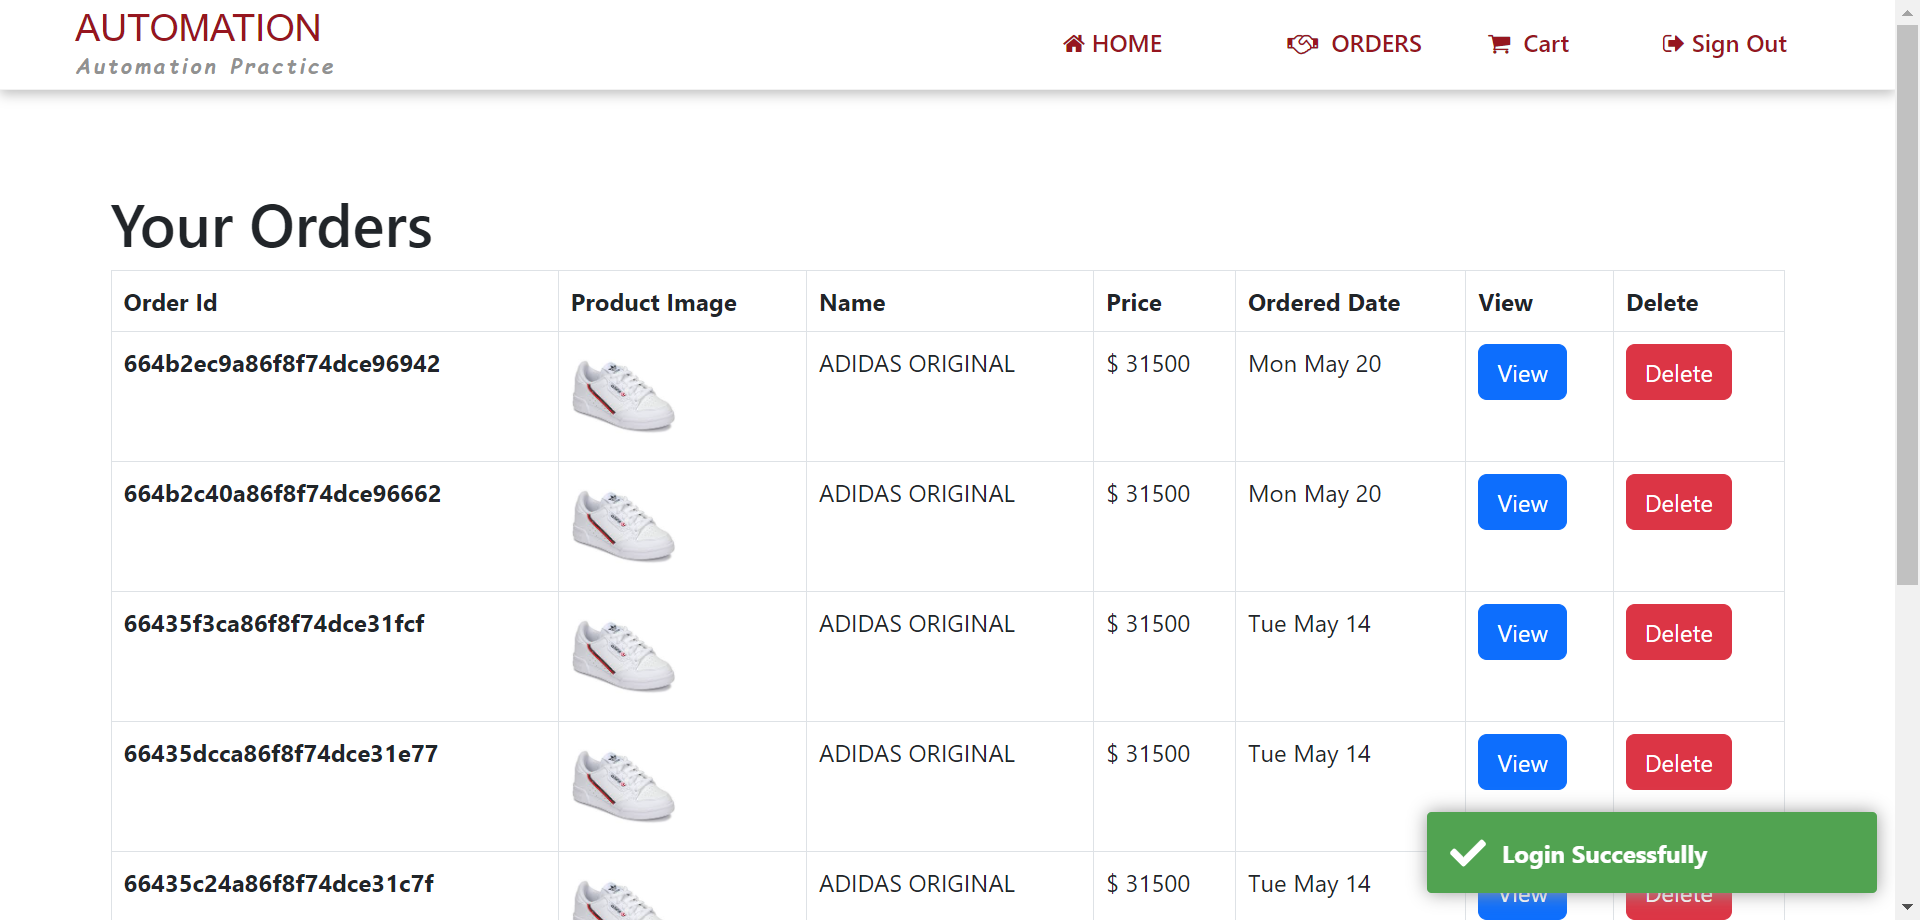 AUTOMATION
Automation Practice
HOME
ORDERS
Cart
Sign Out
Your Orders
Order Id Product Image Name Price Ordered Date View Delete
664b2ec9a86f8f74dce96942 ADIDAS ORIGINAL $ 31500 Mon May 20 View Delete
664b2c40a86f8f74dce96662 ADIDAS ORIGINAL $ 31500 Mon May 20 View Delete
66435f3ca86f8f74dce31fcf ADIDAS ORIGINAL $ 31500 Tue May 14 View Delete
66435dcca86f8f74dce31e77 ADIDAS ORIGINAL $ 31500 Tue May 14 View Delete
66435c24a86f8f74dce31c7f ADIDAS ORIGINAL $ 31500 Tue May 14 View Delete
Login Successfully